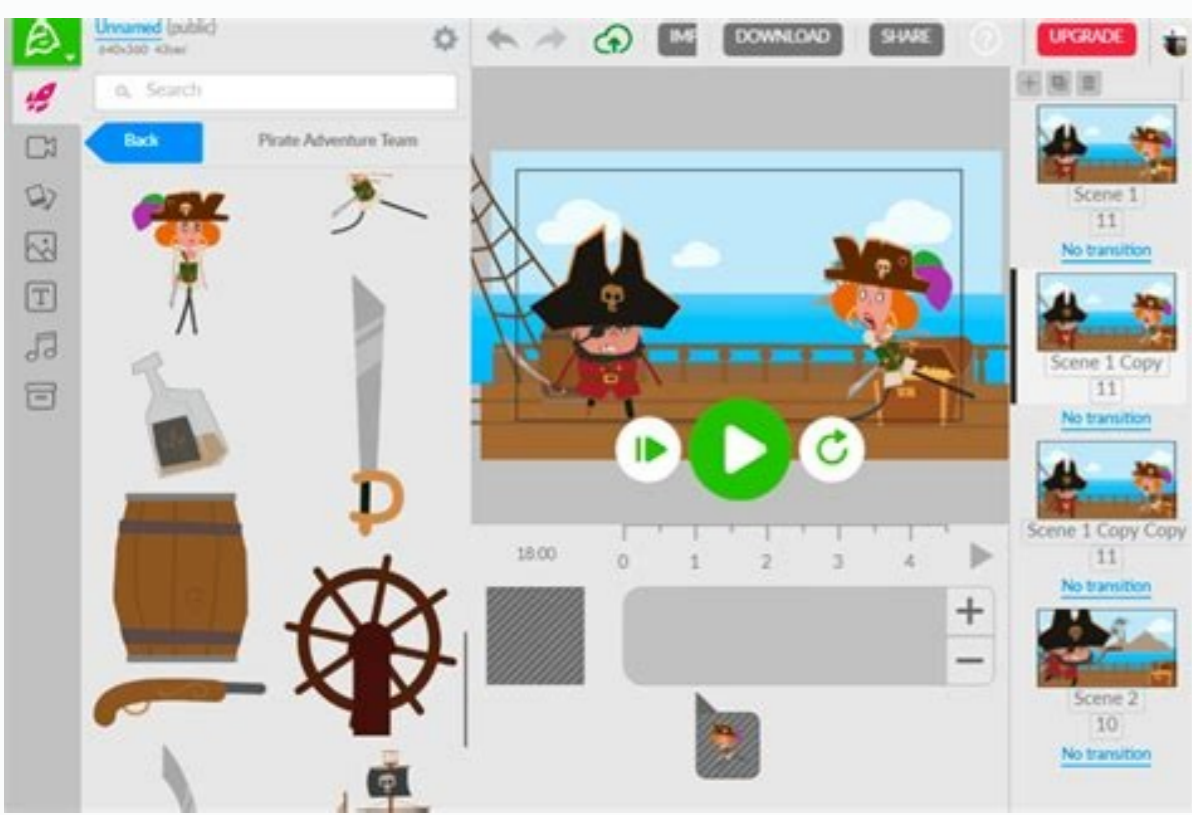 Unnamed (public)
IMP
DOWNLOAD
SHARE
?
UPGRADE
Search
Back
Pirate Adventure Team
Scene 1
11
No transition
Scene 1 Copy
11
No transition
Scene 1 Copy Copy
11
No transition
Scene 2
10
No transition
18:00
0 1 2 3 4